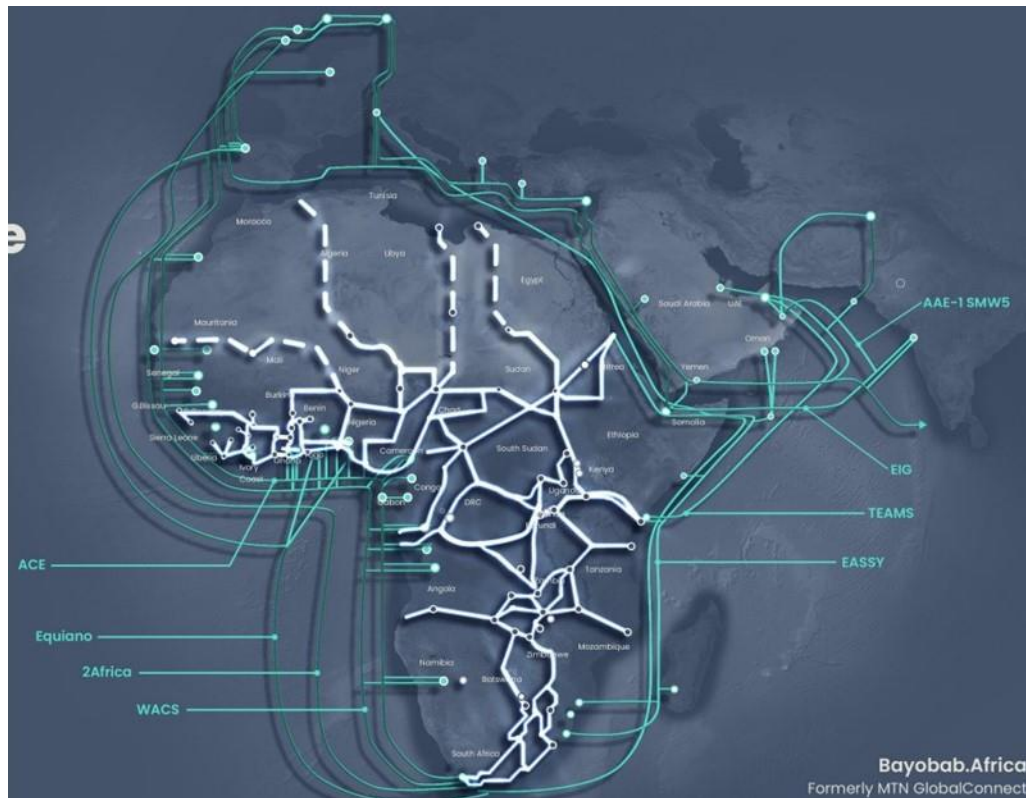 e
Tunisia
Morocco
Algeria
Libya
Egypt
Saudi Arabia
UAE
AAE-1 SMW5
Mauritania
Mali
Niger
Sudan
Oman
Yemen
Senegal
G.Bissau
Burkina
Benin
Nigeria
Chad
Eritrea
Sierra Leone
Liberia
Ivory
Coast
Ghana
Cameroon
South Sudan
Ethiopia
Somalia
EIG
Congo
Gabon
DRC
Uganda
Kenya
TEAMS
ACE
EASSY
Angola
Tanzania
Equiano
2Africa
Namibia
Zimbabwe
Mozambique
Botswana
WACS
South Africa
Bayobab.Africa
Formerly MTN GlobalConnect